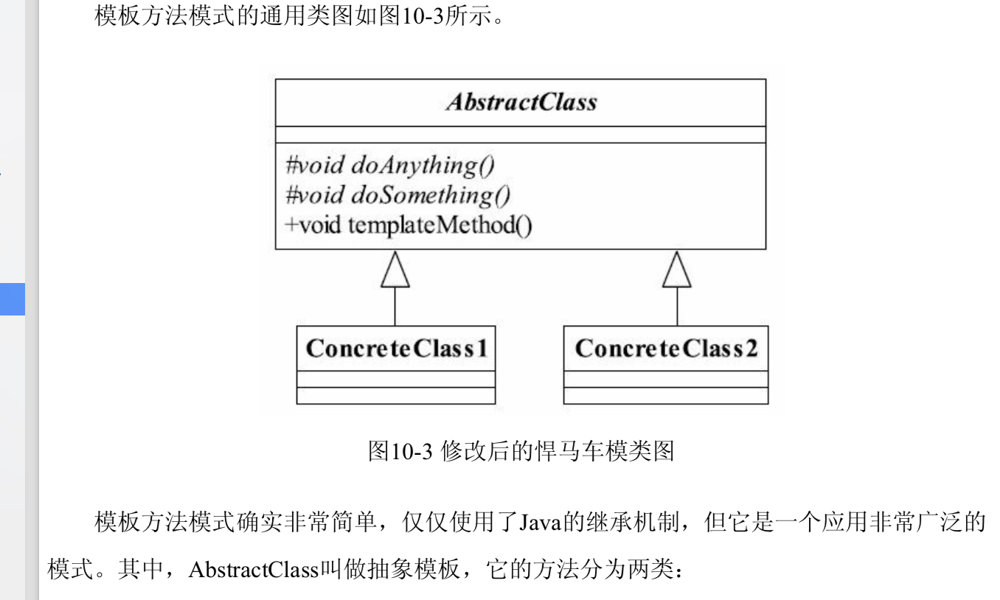 模板方法模式的通用类图如图10-3所示。
AbstractClass
#void doAnything()
#void doSomething()
+void templateMethod()
ConcreteClass1
ConcreteClass2
图10-3 修改后的悍马车模类图
模板方法模式确实非常简单，仅仅使用了Java的继承机制，但它是一个应用非常广泛的
模式。其中，AbstractClass叫做抽象模板，它的方法分为两类：